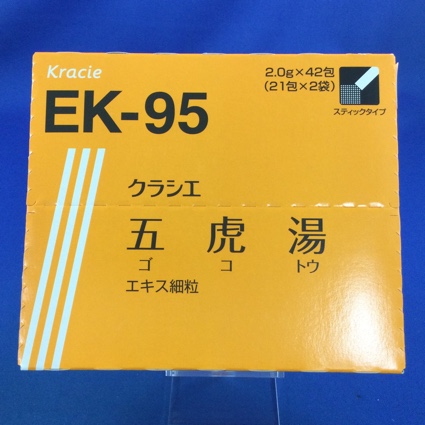 Kracie
2.0g×42包
(21包×2袋)
スティックタイプ
EK-95
クラシエ
五虎湯
ゴ コ トウ
エキス細粒